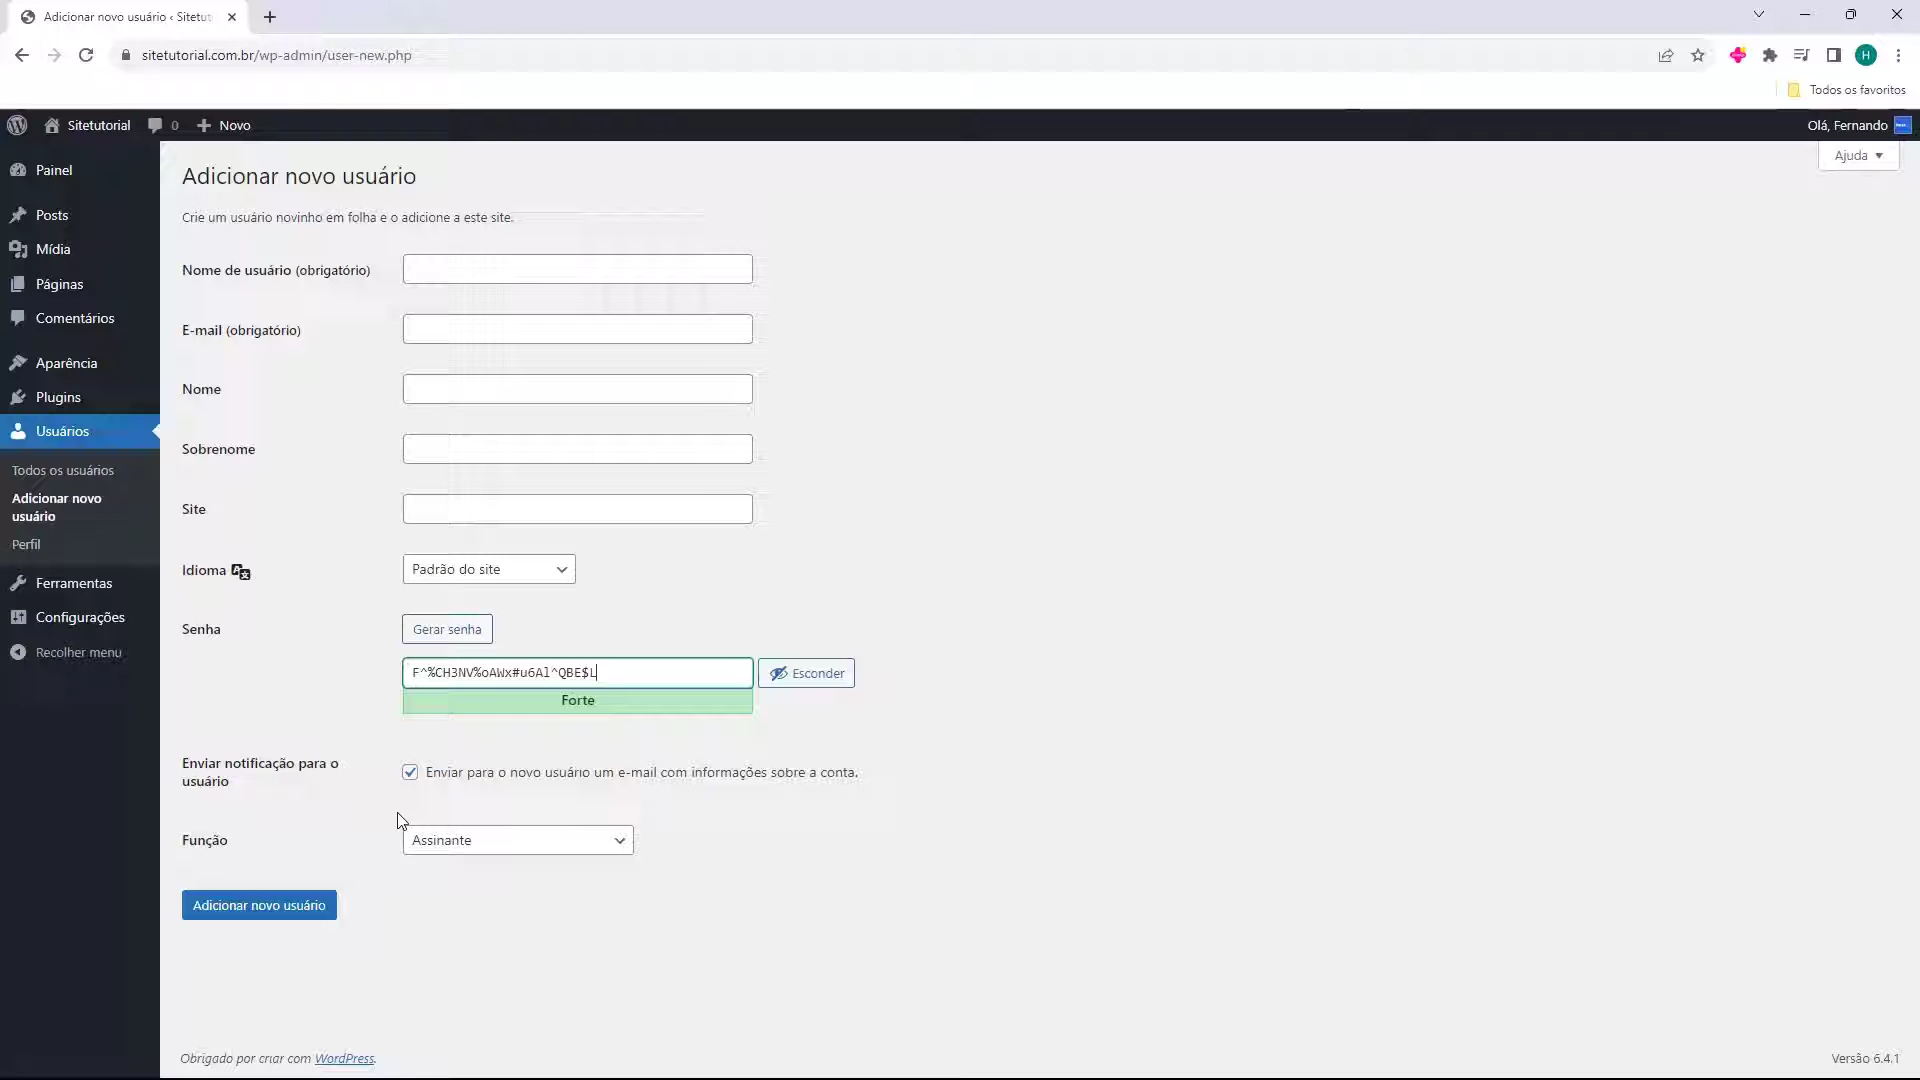 Adicionar novo usuário ‹ Sitetut
sitetutorial.com.br/wp-admin/user-new.php
H
Todos os favoritos
Sitetutorial
0
Novo
Olá, Fernando
Painel
Posts
Mídia
Páginas
Comentários
Aparência
Plugins
Usuários
Todos os usuários
Adicionar novo
usuário
Perfil
Ferramentas
Configurações
Recolher menu
Ajuda
Adicionar novo usuário
Crie um usuário novinho em folha e o adicione a este site.
Nome de usuário (obrigatório)
E-mail (obrigatório)
Nome
Sobrenome
Site
Idioma
Padrão do site
Senha
Gerar senha
F^%CH3NV%oAWx#u6Al^QBE$L
Esconder
Forte
Enviar notificação para o
usuário
Enviar para o novo usuário um e-mail com informações sobre a conta.
Função
Assinante
Adicionar novo usuário
Obrigado por criar com WordPress.
Versão 6.4.1